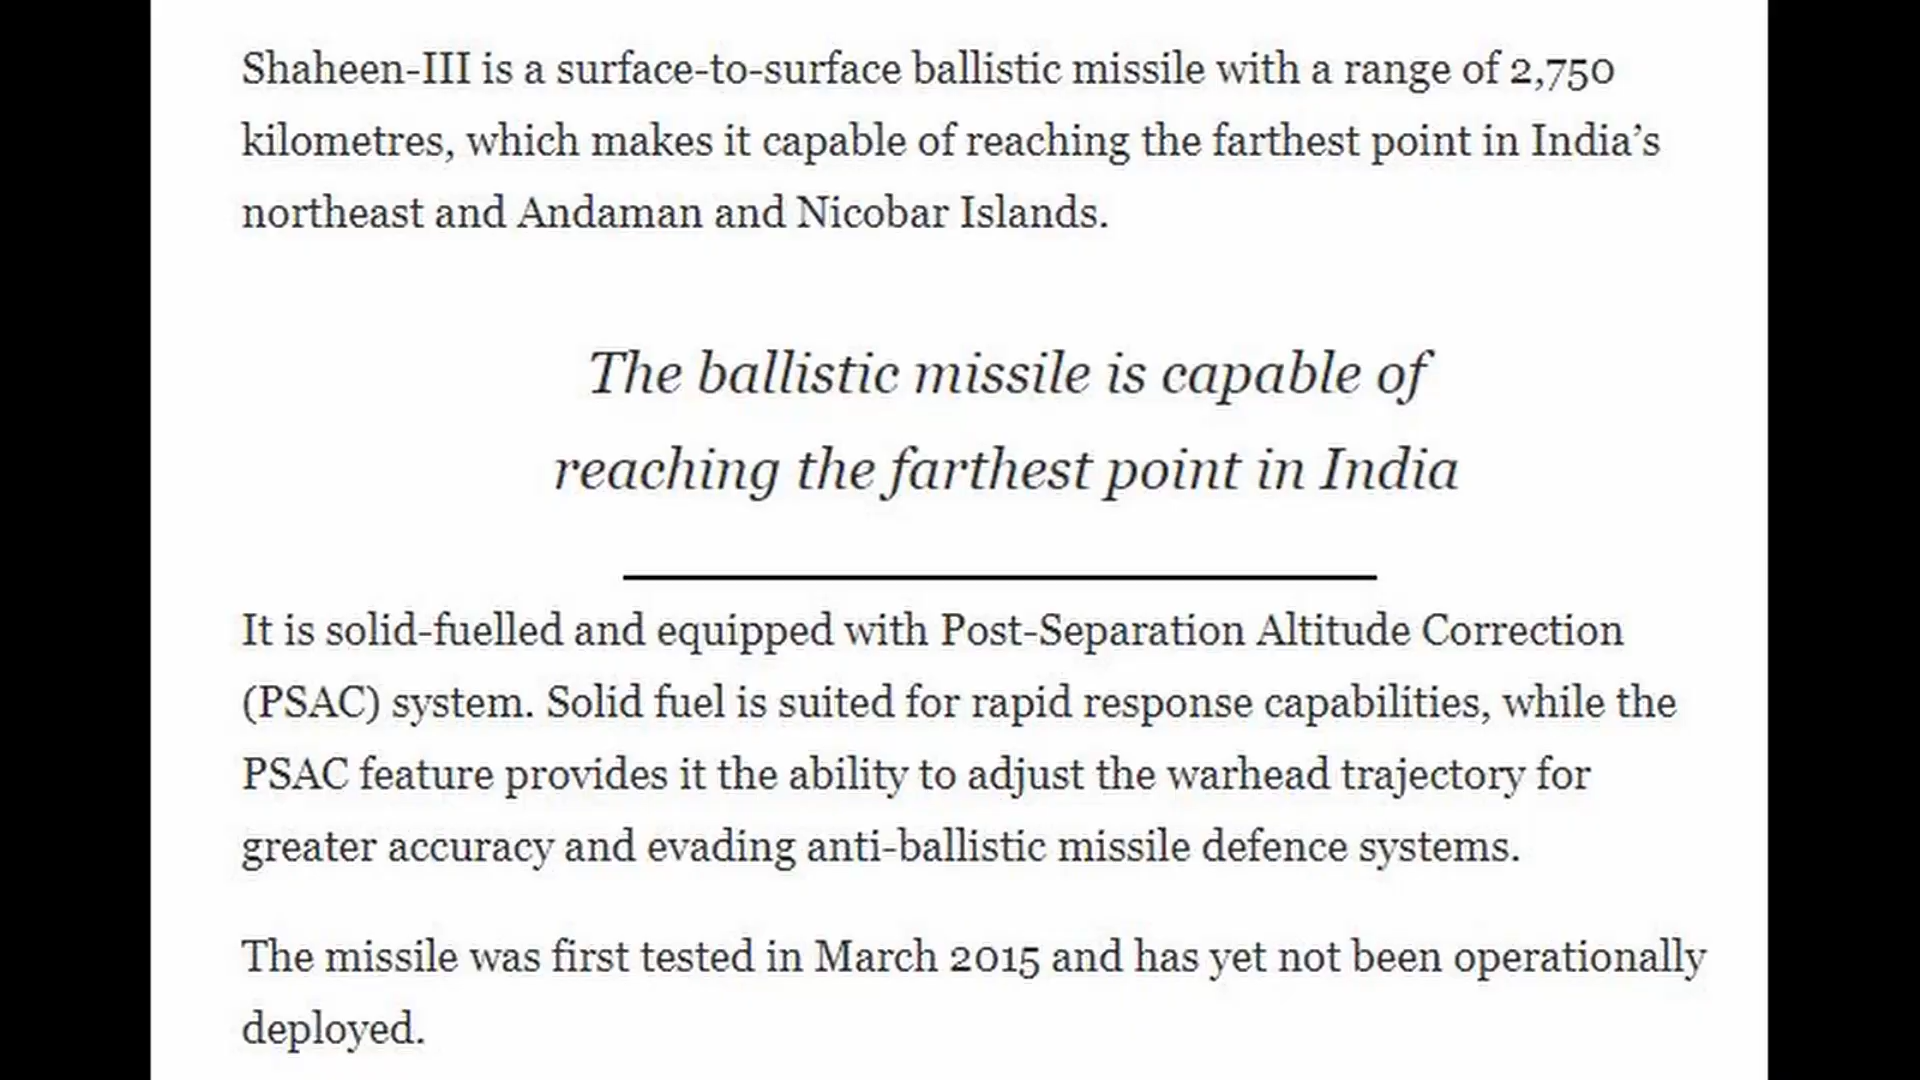 Shaheen-III is a surface-to-surface ballistic missile with a range of 2,750
kilometres, which makes it capable of reaching the farthest point in India’s
northeast and Andaman and Nicobar Islands.
The ballistic missile is capable of
reaching the farthest point in India
It is solid-fuelled and equipped with Post-Separation Altitude Correction
(PSAC) system. Solid fuel is suited for rapid response capabilities, while the
PSAC feature provides it the ability to adjust the warhead trajectory for
greater accuracy and evading anti-ballistic missile defence systems.
The missile was first tested in March 2015 and has yet not been operationally
deployed.